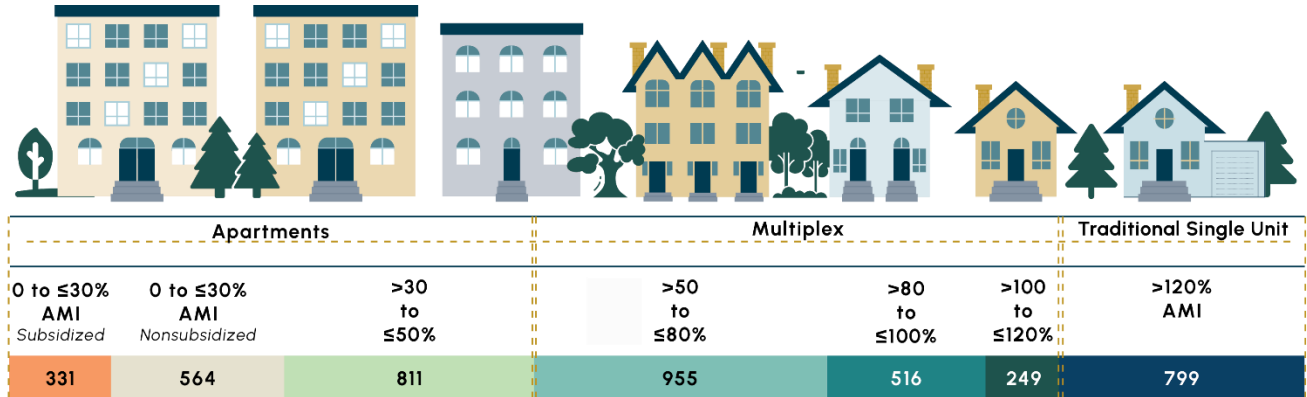 Apartments
Multiplex
Traditional Single Unit
0 to ≤30%
AMI
Subsidized
0 to ≤30%
AMI
Nonsubsidized
>30
to
≤50%
>50
to
≤80%
>80
to
≤100%
>100
to
≤120%
>120%
AMI
331
564
811
955
516
249
799